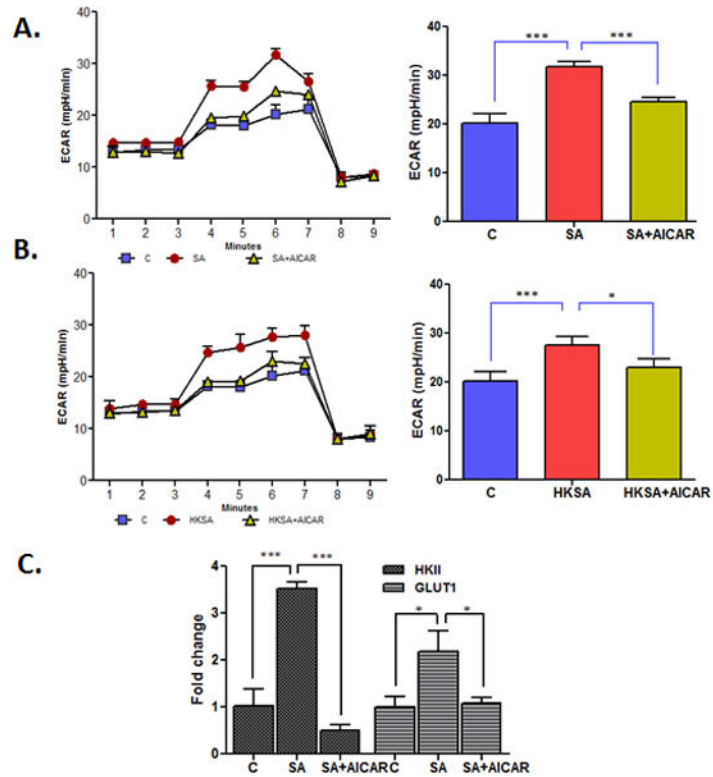 A.
ECAR (mpH/min)
40
30
20
10
0
1 2 3 4 5 6 7 8 9
Minutes
C SA SA+AICAR
ECAR (mpH/min)
40
30
20
10
0
*** ***
C SA SA+AICAR
B.
ECAR (mpH/min)
40
30
20
10
0
1 2 3 4 5 6 7 8 9
Minutes
C HKSA HKSA+AICAR
ECAR (mpH/min)
40
30
20
10
0
*** *
C HKSA HKSA+AICAR
C.
Fold change
4
3
2
1
0
*** ***
* *
HKII
GLUT1
C SA SA+AICAR C SA SA+AICAR